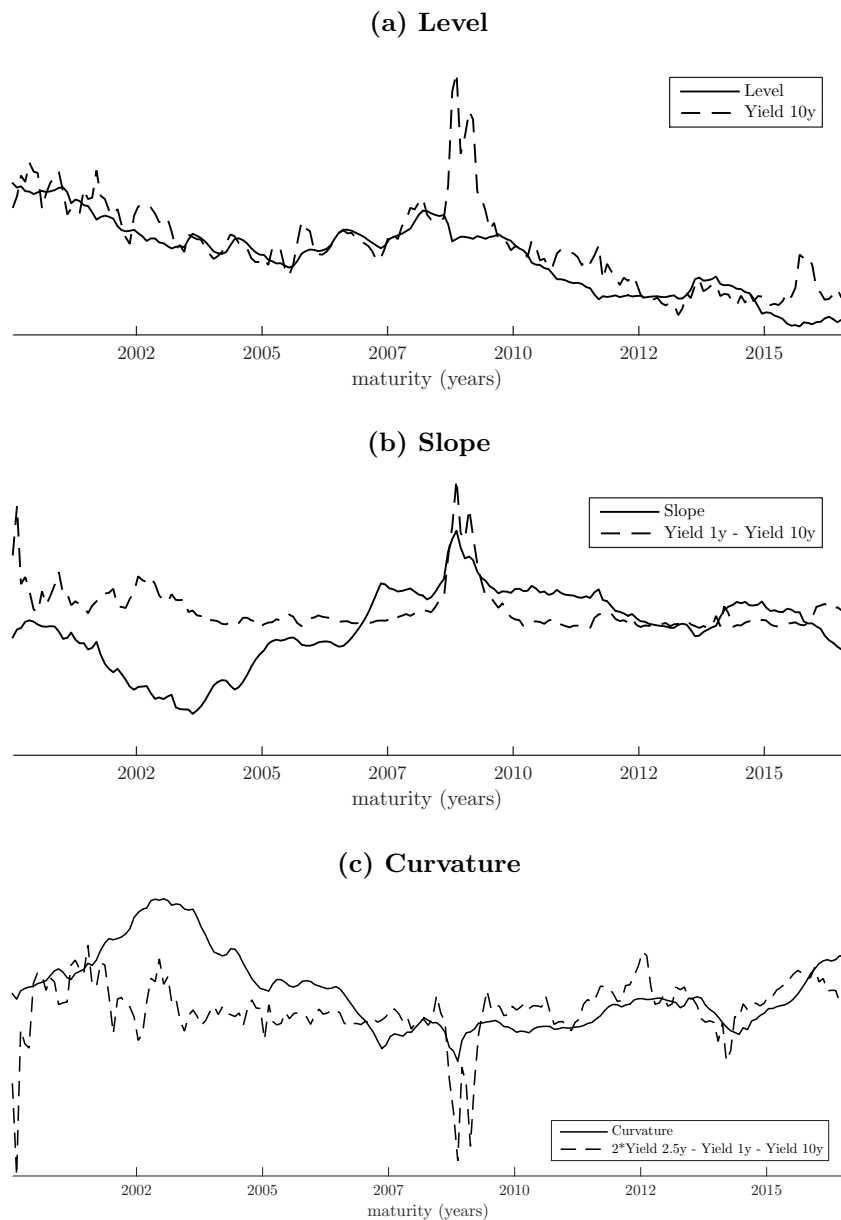 (a) Level
Level
Yield 10y
2002 2005 2007 2010 2012 2015
maturity (years)
(b) Slope
Slope
Yield 1y - Yield 10y
2002 2005 2007 2010 2012 2015
maturity (years)
(c) Curvature
Curvature
2*Yield 2.5y - Yield 1y - Yield 10y
2002 2005 2007 2010 2012 2015
maturity (years)